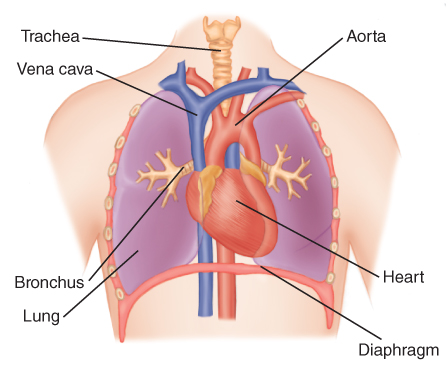 Trachea
Aorta
Vena cava
Bronchus
Heart
Lung
Diaphragm